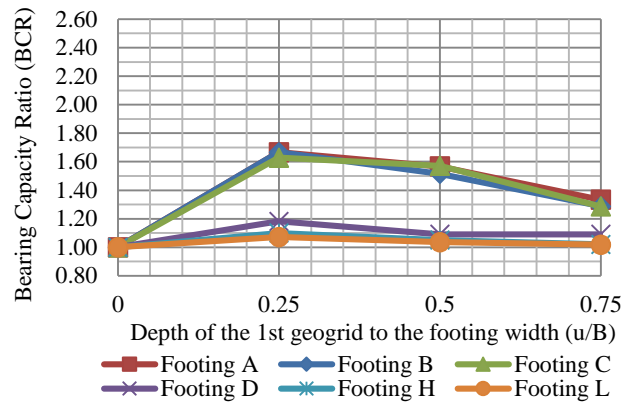 Bearing Capacity Ratio (BCR)
2.60
2.40
2.20
2.00
1.80
1.60
1.40
1.20
1.00
0.80
0 0.25 0.5 0.75
Depth of the 1st geogrid to the footing width (u/B)
Footing A Footing B Footing C
Footing D Footing H Footing L